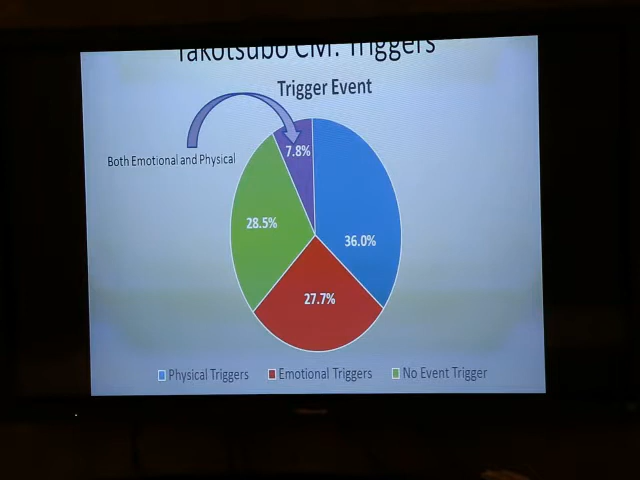 Takotsubo CM: Triggers
Trigger Event
Both Emotional and Physical
7.8%
28.5%
36.0%
27.7%
Physical Triggers
Emotional Triggers
No Event Trigger